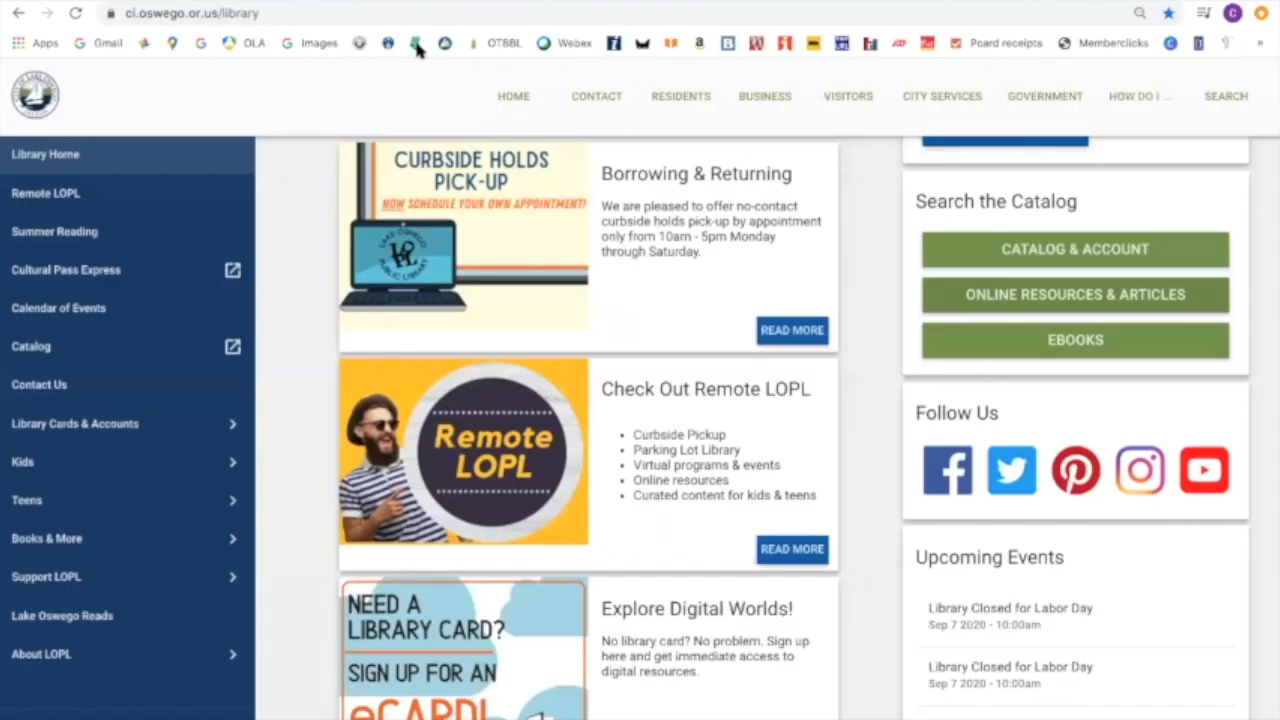 ci.oswego.or.us/library
Apps Gmail OLA Images OTBBL Webex Pcard receipts Memberclicks »
HOME CONTACT RESIDENTS BUSINESS VISITORS CITY SERVICES GOVERNMENT HOW DO I ... SEARCH
Library Home
Remote LOPL
Summer Reading
Cultural Pass Express
Calendar of Events
Catalog
Contact Us
Library Cards & Accounts
Kids
Teens
Books & More
Support LOPL
Lake Oswego Reads
About LOPL
CURBSIDE HOLDS
PICK-UP
NOW SCHEDULE YOUR OWN APPOINTMENT!
LAKE OSWEGO
LOPL
PUBLIC LIBRARY
Borrowing & Returning
We are pleased to offer no-contact
curbside holds pick-up by appointment
only from 10am - 5pm Monday
through Saturday.
READ MORE
Remote
LOPL
Check Out Remote LOPL
• Curbside Pickup
• Parking Lot Library
• Virtual programs & events
• Online resources
• Curated content for kids & teens
READ MORE
NEED A
LIBRARY CARD?
SIGN UP FOR AN
eCARD!
Explore Digital Worlds!
No library card? No problem. Sign up
here and get immediate access to
digital resources.
Search the Catalog
CATALOG & ACCOUNT
ONLINE RESOURCES & ARTICLES
EBOOKS
Follow Us
Upcoming Events
Library Closed for Labor Day
Sep 7 2020 - 10:00am
Library Closed for Labor Day
Sep 7 2020 - 10:00am